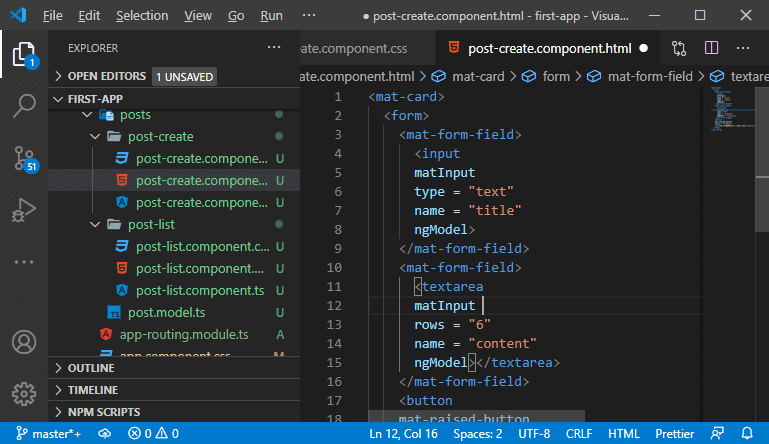 File Edit Selection View Go Run ··· ● post-create.component.html - first-app - Visua...
EXPLORER
OPEN EDITORS 1 UNSAVED
FIRST-APP
posts
post-create
post-create.compone... U
post-create.compone... U
post-create.compone... U
post-list
post-list.component.c... U
post-list.component.... U
post-list.component.ts U
post.model.ts U
app-routing.module.ts A
app.component.css M
OUTLINE
TIMELINE
NPM SCRIPTS
1
51
ate.component.css post-create.component.html ●
ate.component.html > mat-card > form > mat-form-field > textare
1 <mat-card>
2 <form>
3 <mat-form-field>
4 <input
5 matInput
6 type = "text"
7 name = "title"
8 ngModel>
9 </mat-form-field>
10 <mat-form-field>
11 <textarea
12 matInput
13 rows = "6"
14 name = "content"
15 ngModel></textarea>
16 </mat-form-field>
17 <button
18 mat-raised-button
master*+ 0 0 Ln 12, Col 16 Spaces: 2 UTF-8 CRLF HTML Prettier